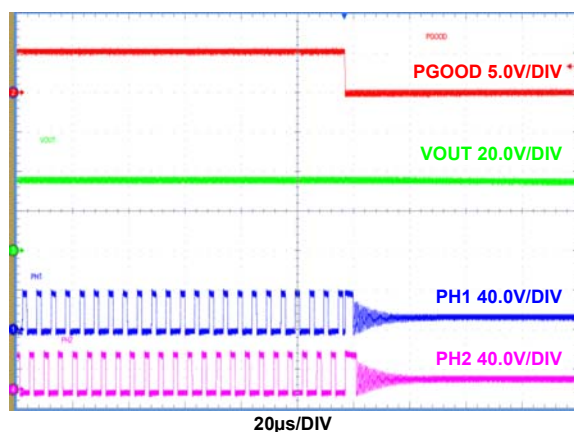 PGOOD
PGOOD 5.0V/DIV
VOUT
VOUT 20.0V/DIV
PH1
PH1 40.0V/DIV
PH2
PH2 40.0V/DIV
20µs/DIV